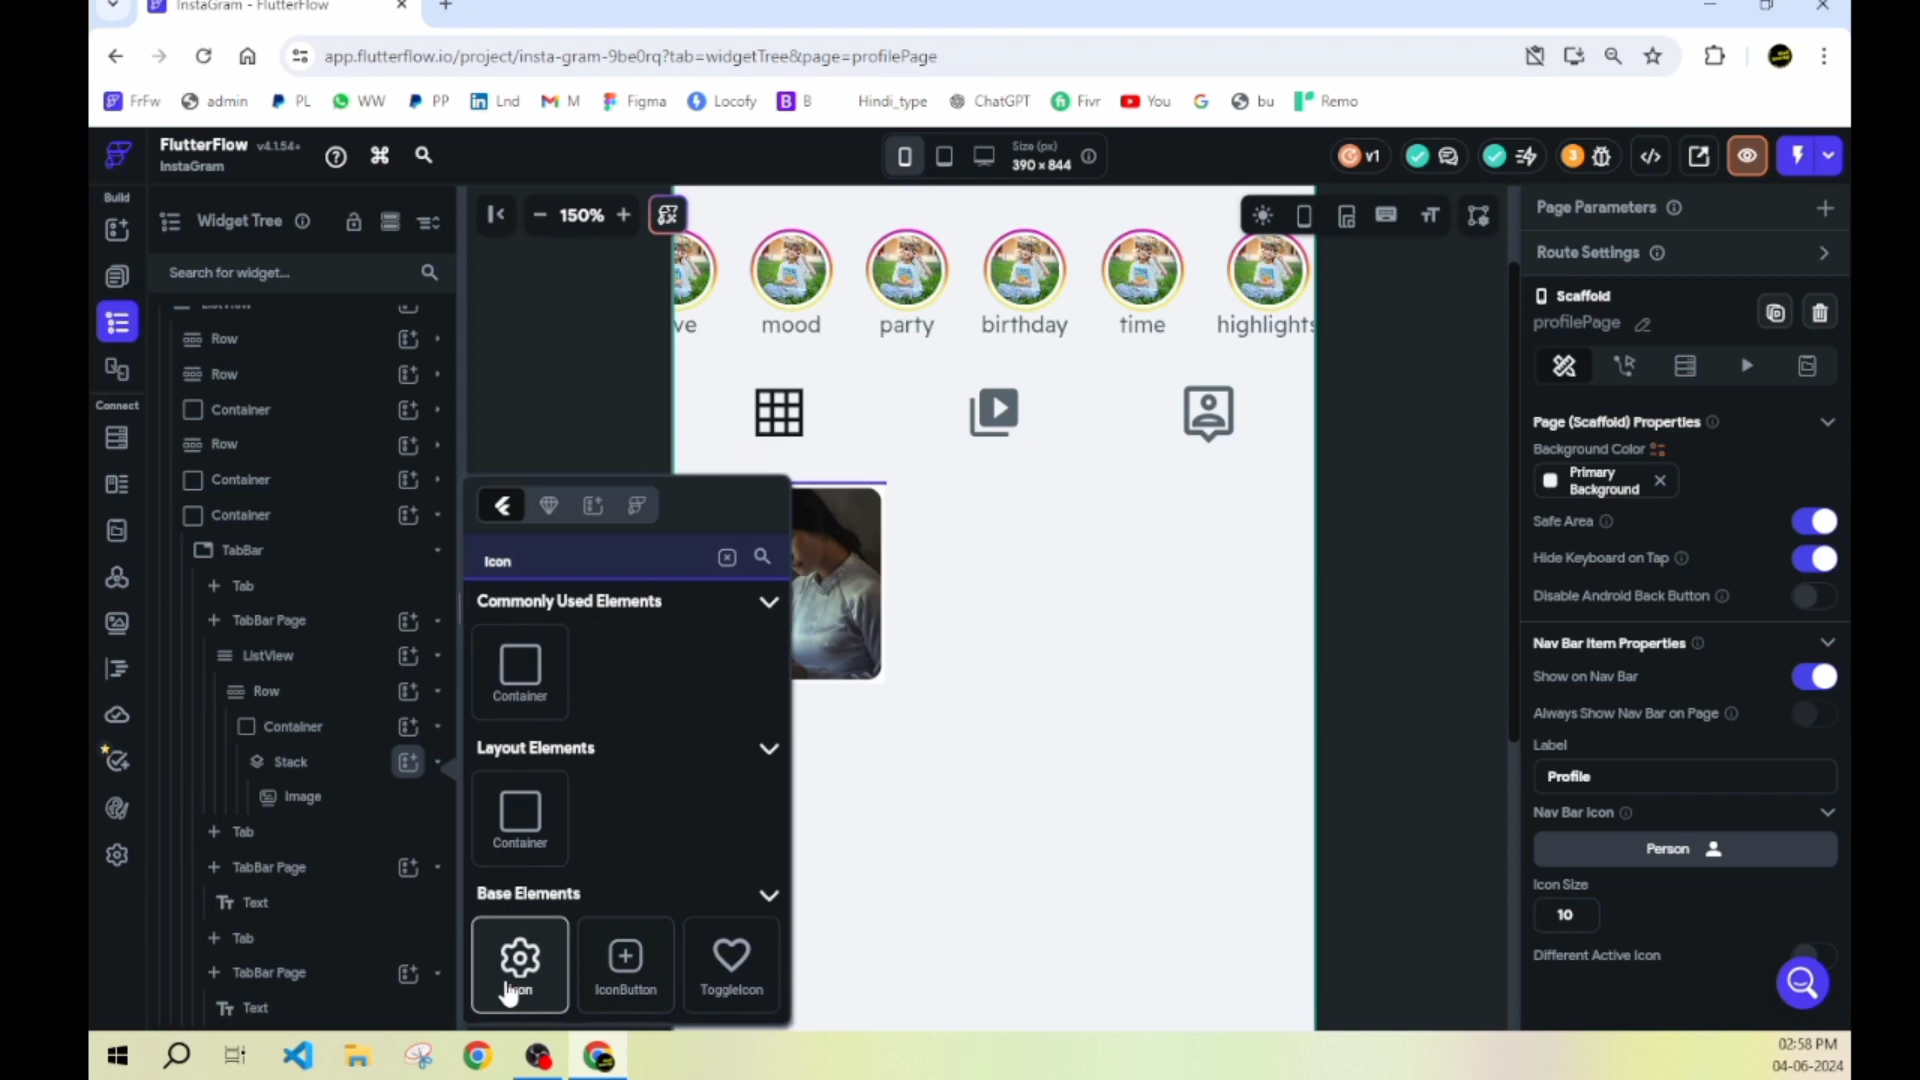 InstaGram - FlutterFlow
app.flutterflow.io/project/insta-gram-9be0rq?tab=widgetTree&page=profilePage
FrFw admin PL WW PP Lnd M Figma Locofy B Hindi_type ChatGPT Fivr You bu Remo
FlutterFlow v4.1.54+
InstaGram
Size (px)
390 × 844
v1
3
Build
Widget Tree
Search for widget...
Connect
ListView
Row
Row
Container
Row
Container
Container
TabBar
Tab
TabBar Page
ListView
Row
Container
Stack
Image
Tab
TabBar Page
Text
Tab
TabBar Page
Text
150%
ve mood party birthday time highlights
Icon
Commonly Used Elements
Container
Layout Elements
Container
Base Elements
Icon IconButton ToggleIcon
Page Parameters
Route Settings
Scaffold
profilePage
Page (Scaffold) Properties
Background Color
Primary
Background
Safe Area
Hide Keyboard on Tap
Disable Android Back Button
Nav Bar Item Properties
Show on Nav Bar
Always Show Nav Bar on Page
Label
Profile
Nav Bar Icon
Person
Icon Size
10
Different Active Icon
02:58 PM
04-06-2024